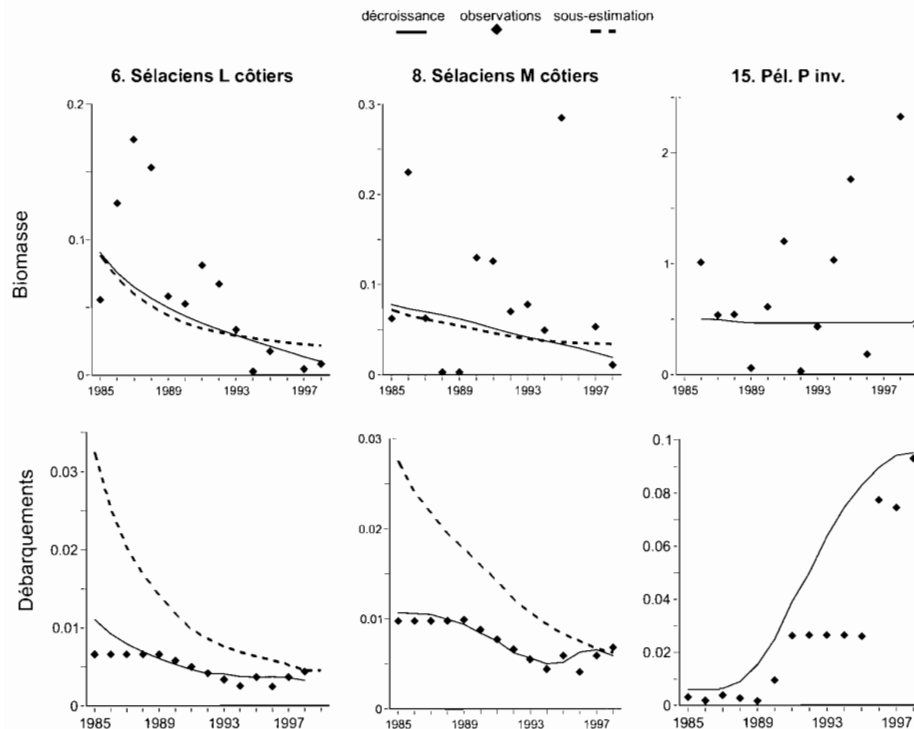 décroissance observations sous-estimation
6. Sélaciens L côtiers 8. Sélaciens M côtiers 15. Pél. P inv.
Biomasse
0.2
0.1
0
1985 1989 1993 1997
0.3
0.2
0.1
0
1985 1989 1993 1997
2
1
0
1985 1989 1993 1997
Débarquements
0.03
0.02
0.01
0
1985 1989 1993 1997
0.03
0.02
0.01
0
1985 1989 1993 1997
0.1
0.08
0.06
0.04
0.02
0
1985 1989 1993 1997